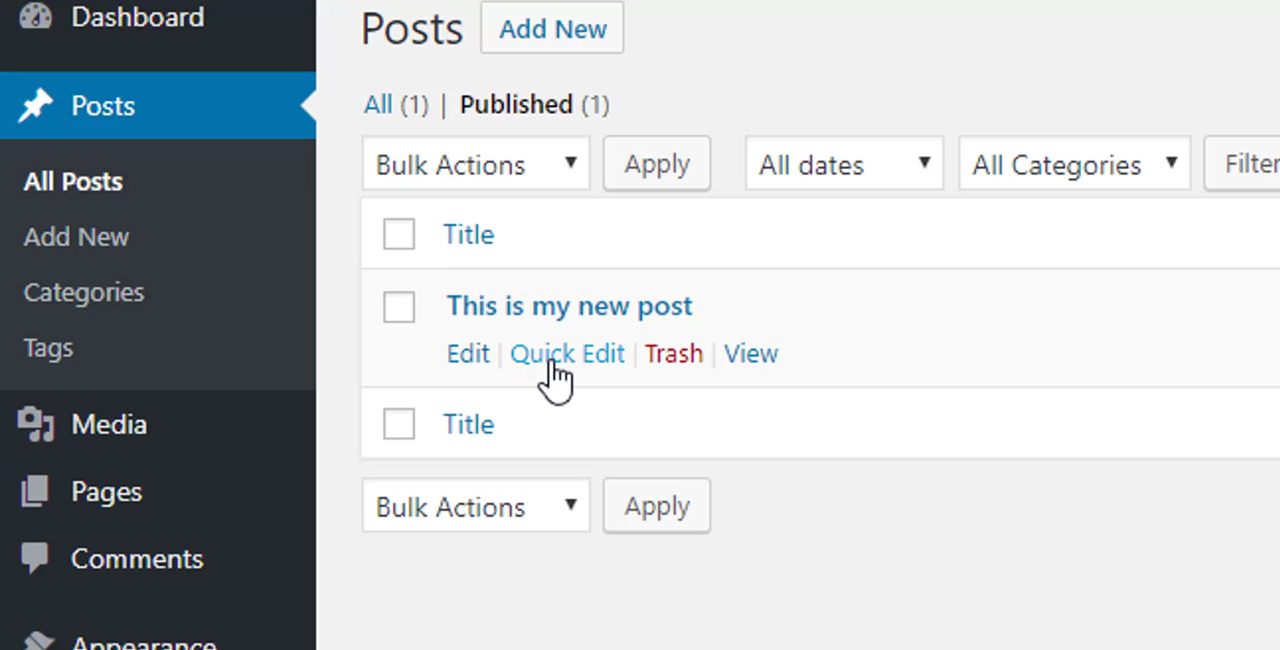 Dashboard
Posts
All Posts
Add New
Categories
Tags
Media
Pages
Comments
Appearance
Posts Add New
All (1) | Published (1)
Bulk Actions Apply All dates All Categories Filter
Title
This is my new post
Edit | Quick Edit | Trash | View
Title
Bulk Actions Apply